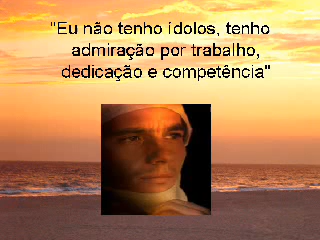 "Eu não tenho ídolos, tenho
admiração por trabalho,
dedicação e competência"